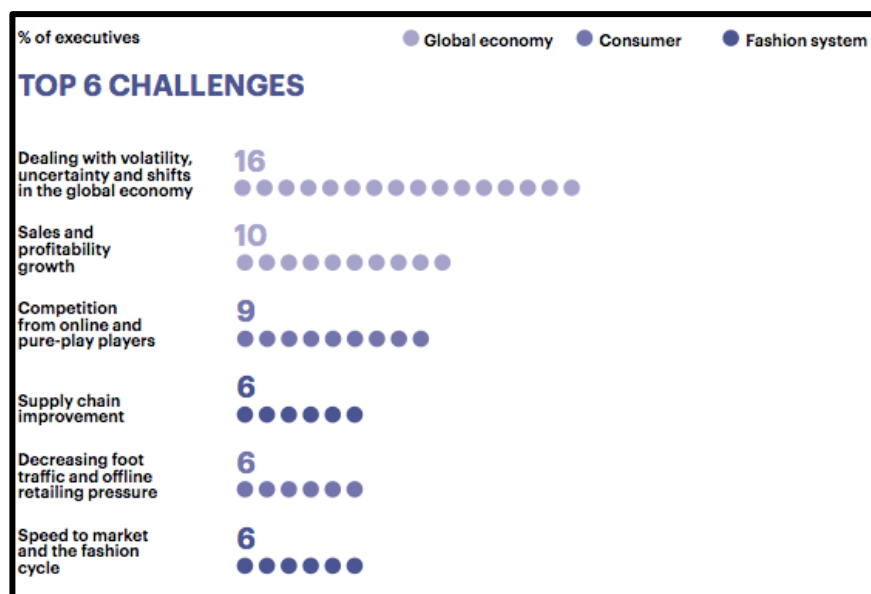 % of executives
Global economy
Consumer
Fashion system
TOP 6 CHALLENGES
Dealing with volatility,
uncertainty and shifts
in the global economy
16
Sales and
profitability
growth
10
Competition
from online and
pure-play players
9
Supply chain
improvement
6
Decreasing foot
traffic and offline
retailing pressure
6
Speed to market
and the fashion
cycle
6